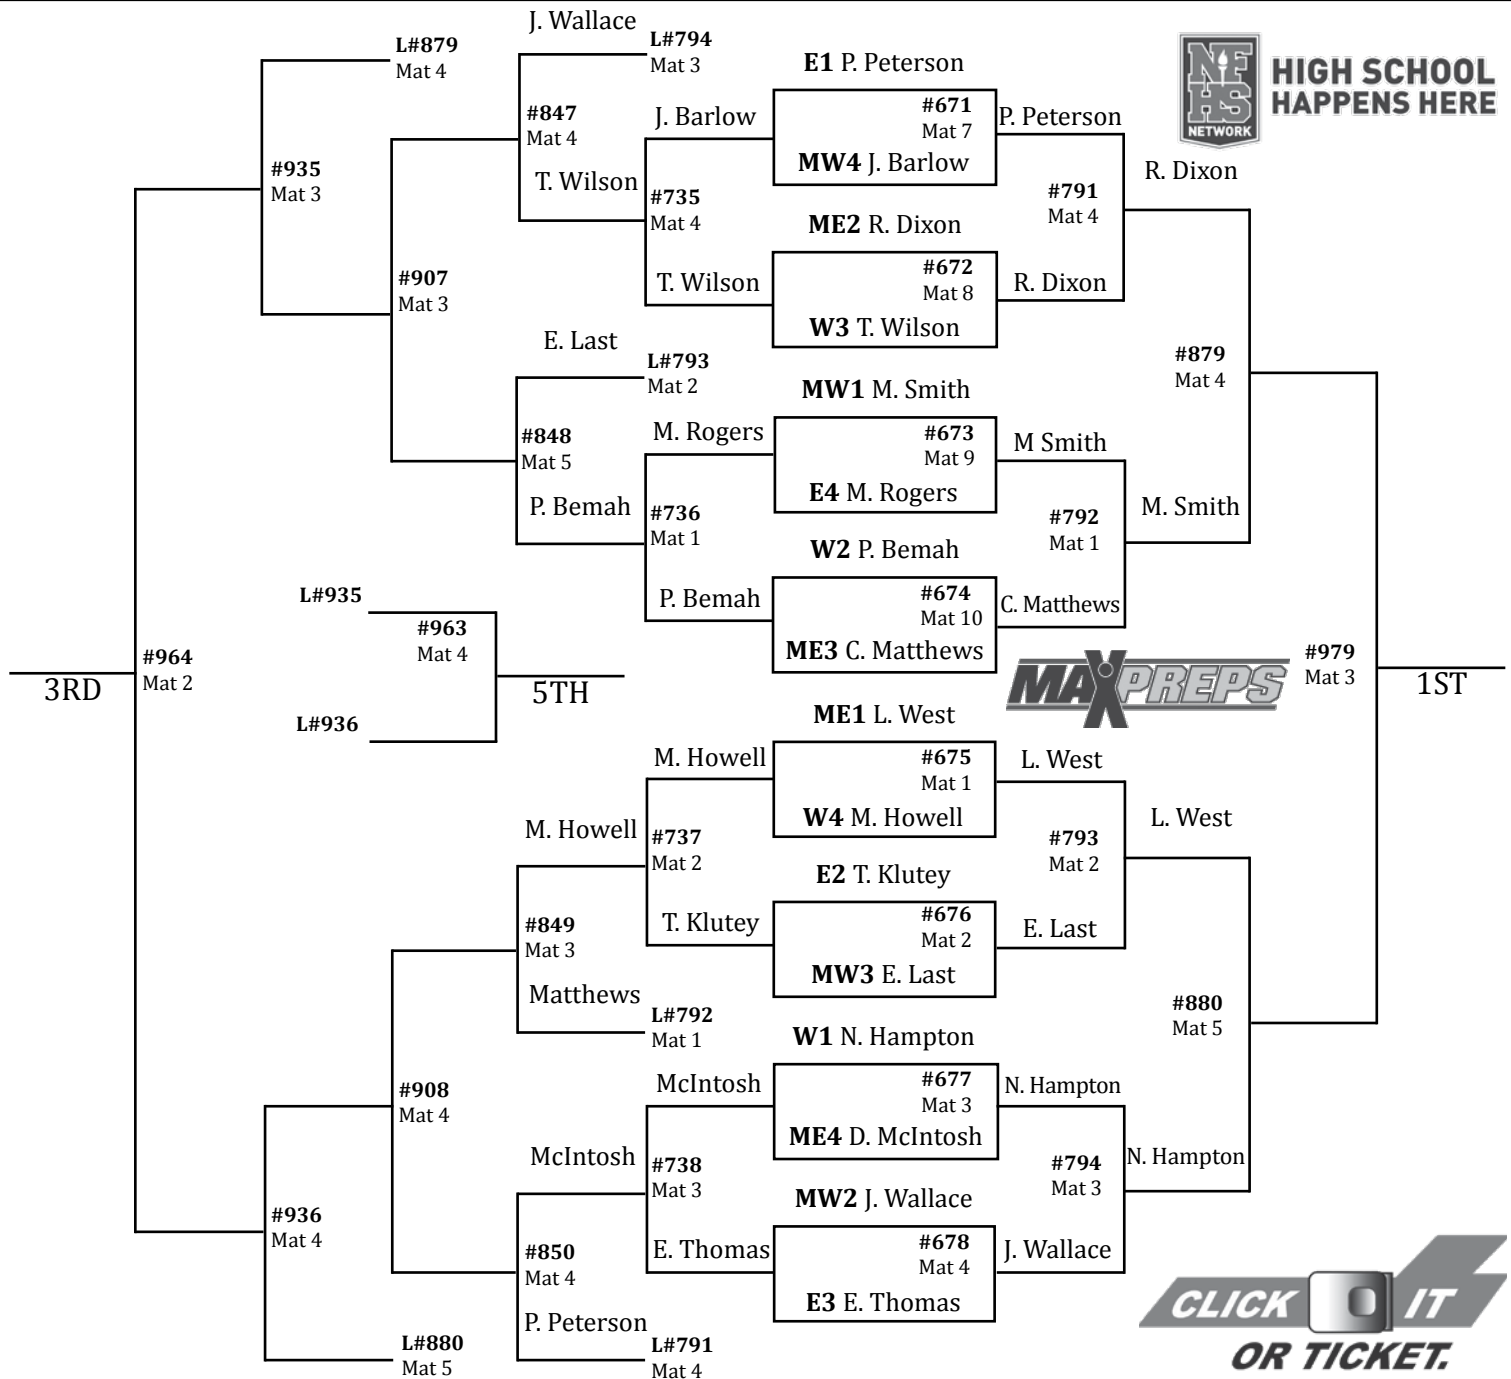 J. Wallace
L#879
Mat 4
L#794
Mat 3
E1 P. Peterson
NFHS
NETWORK
HIGH SCHOOL
HAPPENS HERE
#847
Mat 4
J. Barlow
#671
Mat 7
P. Peterson
#935
Mat 3
T. Wilson
MW4 J. Barlow
R. Dixon
#735
Mat 4
#791
Mat 4
ME2 R. Dixon
#907
Mat 3
T. Wilson
#672
Mat 8
R. Dixon
W3 T. Wilson
E. Last
L#793
Mat 2
#879
Mat 4
MW1 M. Smith
#848
Mat 5
M. Rogers
#673
Mat 9
M Smith
P. Bemah
E4 M. Rogers
M. Smith
#736
Mat 1
#792
Mat 1
W2 P. Bemah
L#935
P. Bemah
#674
Mat 10
C. Matthews
#963
Mat 4
ME3 C. Matthews
#964
Mat 2
3RD
5TH
MAXPREPS
#979
Mat 3
1ST
L#936
ME1 L. West
M. Howell
#675
Mat 1
L. West
M. Howell
W4 M. Howell
L. West
#737
Mat 2
#793
Mat 2
E2 T. Klutey
#849
Mat 3
T. Klutey
#676
Mat 2
E. Last
MW3 E. Last
Matthews
L#792
Mat 1
#880
Mat 5
W1 N. Hampton
#908
Mat 4
McIntosh
#677
Mat 3
N. Hampton
ME4 D. McIntosh
McIntosh
#738
Mat 3
#794
Mat 3
N. Hampton
MW2 J. Wallace
#936
Mat 4
#850
Mat 4
E. Thomas
#678
Mat 4
J. Wallace
E3 E. Thomas
P. Peterson
L#880
Mat 5
L#791
Mat 4
CLICK IT
OR TICKET.